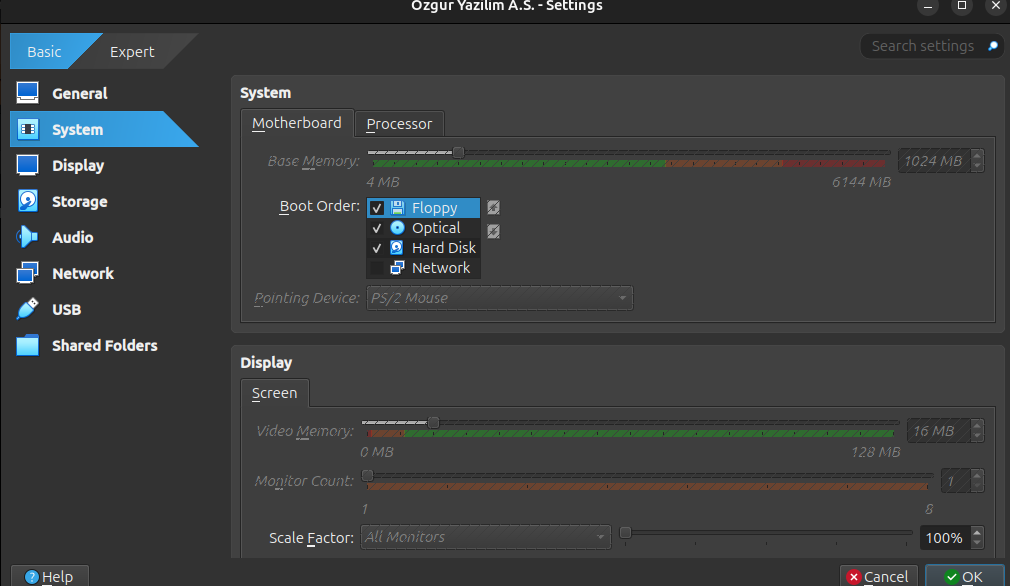 Ozgur Yazılım A.S. - Settings
Basic
Expert
Search settings
General
System
Display
Storage
Audio
Network
USB
Shared Folders
System
Motherboard
Processor
Base Memory:
1024 MB
4 MB
6144 MB
Boot Order:
Floppy
Optical
Hard Disk
Network
Pointing Device:
PS/2 Mouse
Display
Screen
Video Memory:
16 MB
0 MB
128 MB
Monitor Count:
1
1
8
Scale Factor:
All Monitors
100%
Help
Cancel
OK